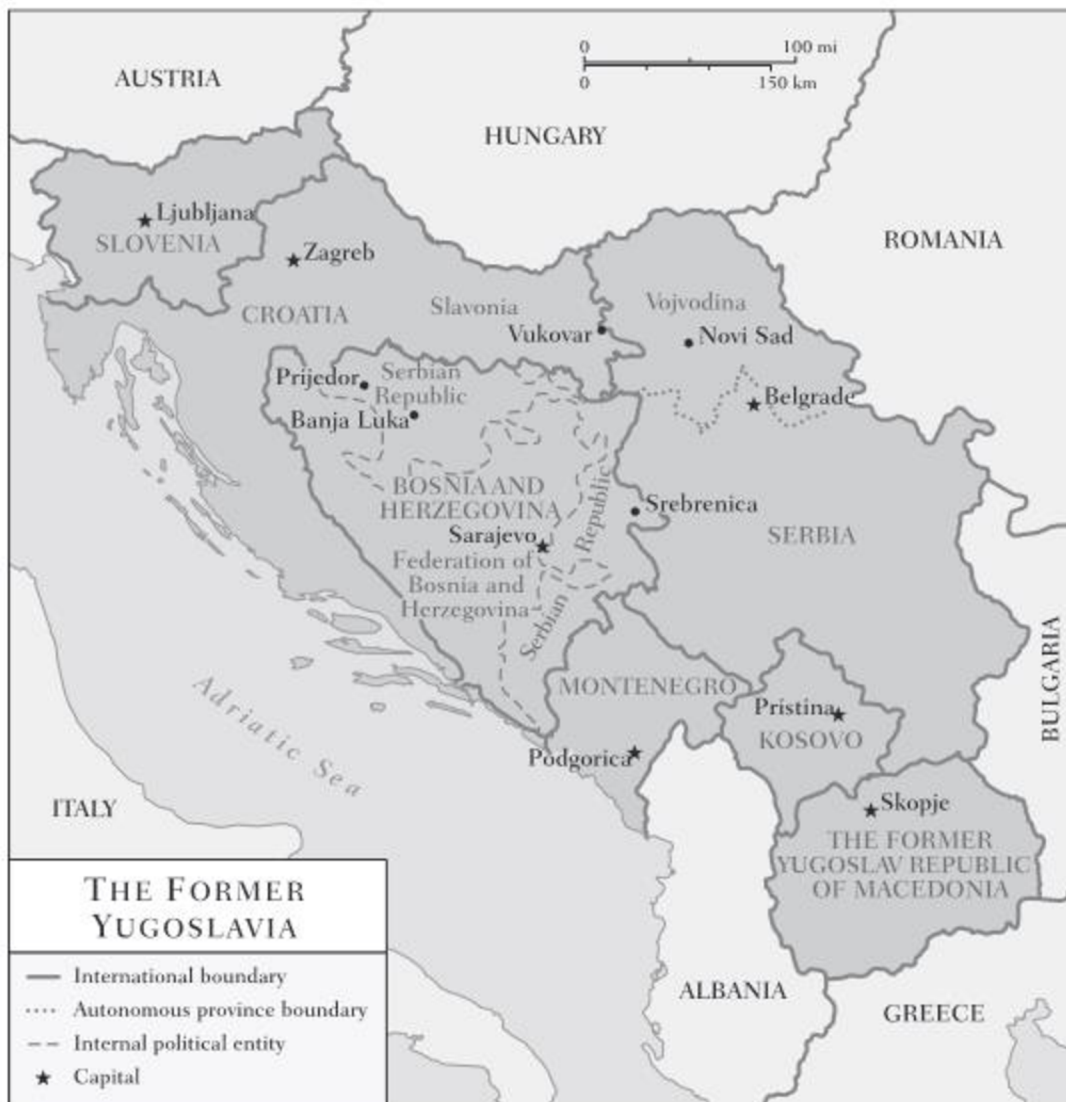 0 100 mi
0 150 km
AUSTRIA
HUNGARY
ROMANIA
Ljubljana
SLOVENIA
Zagreb
CROATIA
Slavonia
Vojvodina
Vukovar
Novi Sad
Prijedor
Serbian
Republic
Belgrade
Banja Luka
BOSNIA AND
HERZEGOVINA
Srebrenica
Sarajevo
SERBIA
Federation of
Bosnia and
Herzegovina
Serbian Republic
BULGARIA
MONTENEGRO
Pristina
KOSOVO
Adriatic Sea
Podgorica
ITALY
Skopje
THE FORMER
YUGOSLAV REPUBLIC
OF MACEDONIA
ALBANIA
GREECE
THE FORMER
YUGOSLAVIA
International boundary
Autonomous province boundary
Internal political entity
Capital